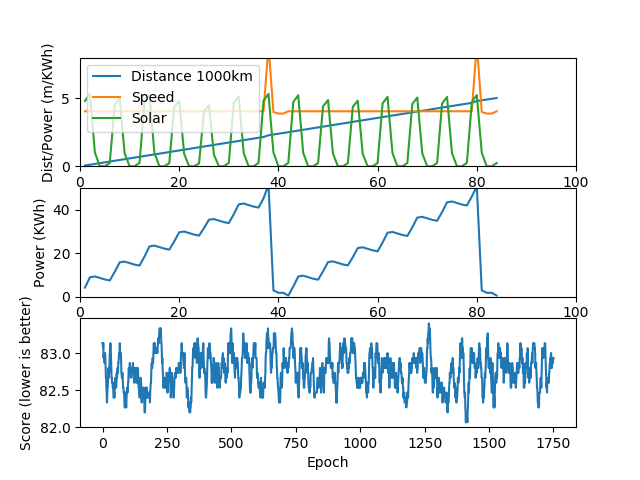 Dist/Power (m/KWh)
5
0
Distance 1000km
Speed
Solar
0 20 40 60 80 100
Power (KWh)
40
20
0
0 20 40 60 80 100
Score (lower is better)
83.0
82.5
82.0
0 250 500 750 1000 1250 1500 1750
Epoch